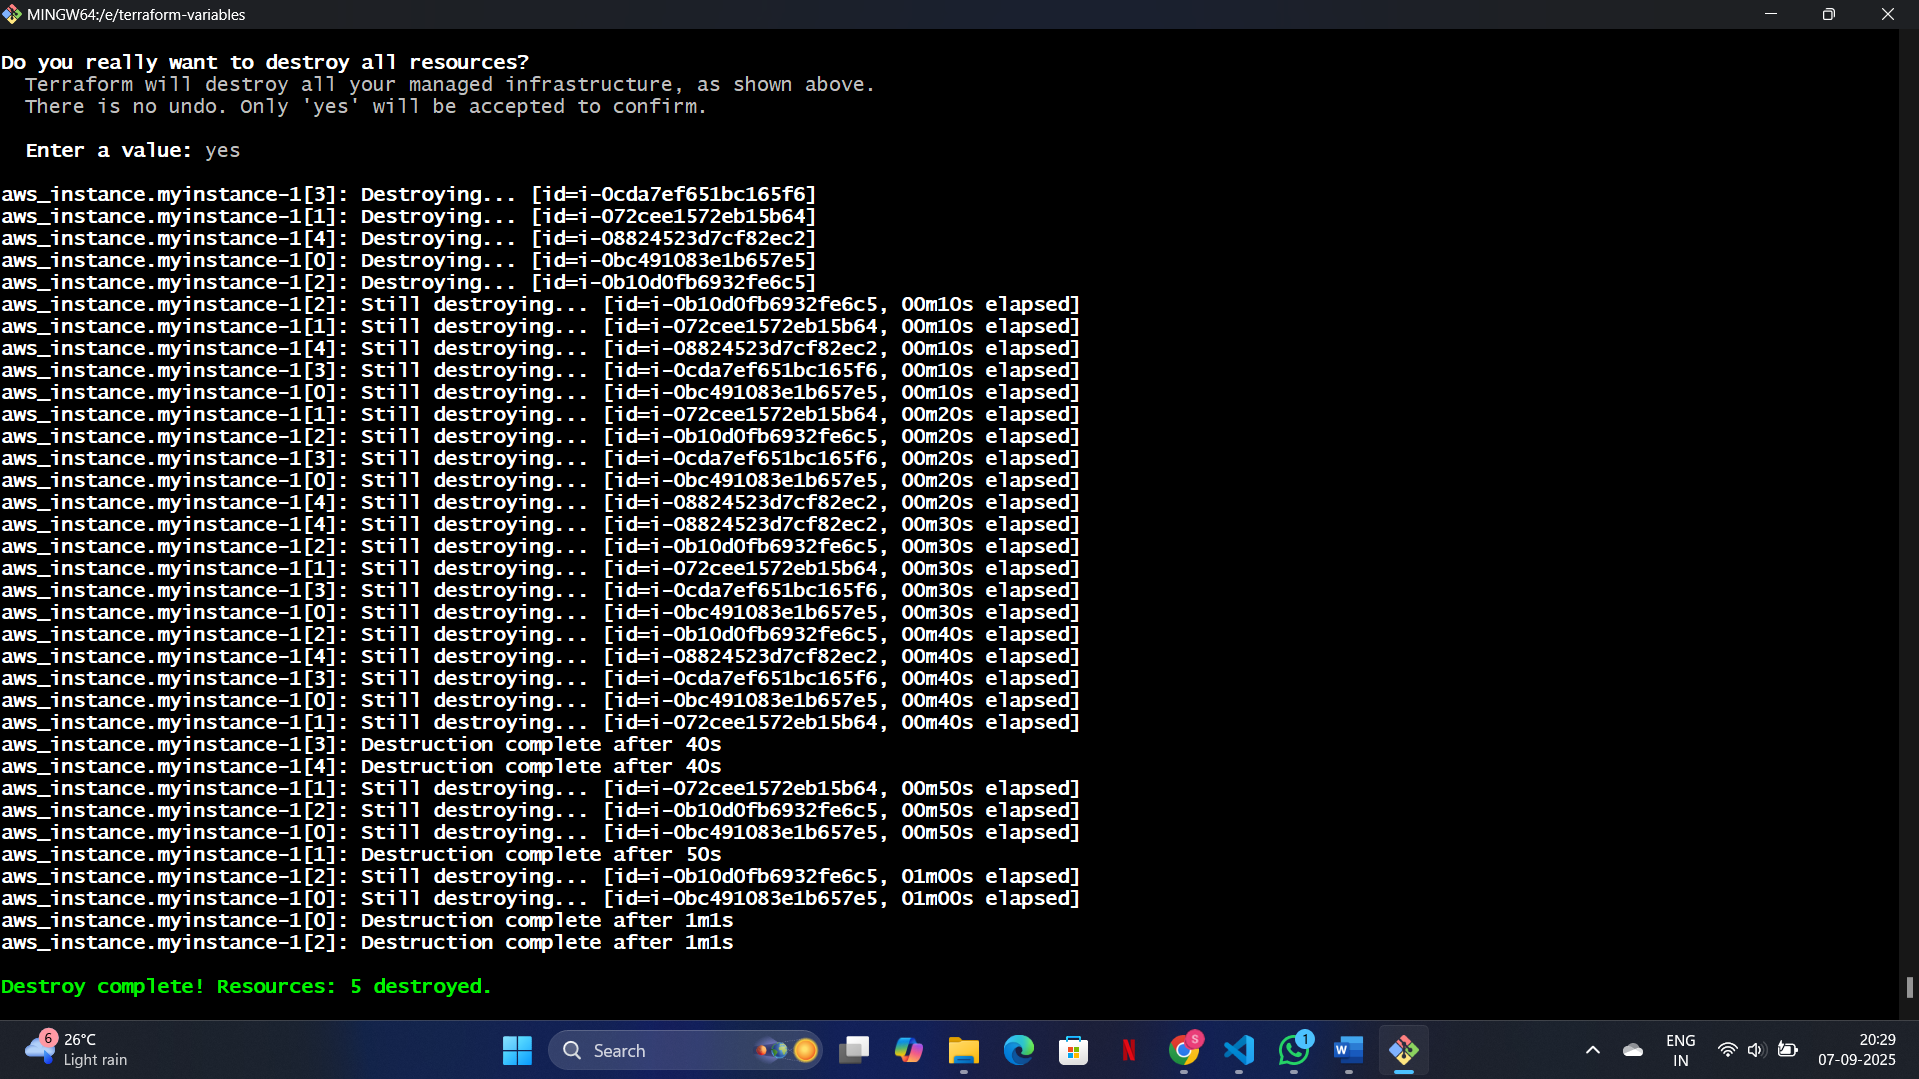 MINGW64:/e/terraform-variables
Do you really want to destroy all resources?
Terraform will destroy all your managed infrastructure, as shown above.
There is no undo. Only 'yes' will be accepted to confirm.
Enter a value: yes
aws_instance.myinstance-1[3]: Destroying... [id=i-0cda7ef651bc165f6]
aws_instance.myinstance-1[1]: Destroying... [id=i-072cee1572eb15b64]
aws_instance.myinstance-1[4]: Destroying... [id=i-08824523d7cf82ec2]
aws_instance.myinstance-1[0]: Destroying... [id=i-0bc491083e1b657e5]
aws_instance.myinstance-1[2]: Destroying... [id=i-0b10d0fb6932fe6c5]
aws_instance.myinstance-1[2]: Still destroying... [id=i-0b10d0fb6932fe6c5, 00m10s elapsed]
aws_instance.myinstance-1[1]: Still destroying... [id=i-072cee1572eb15b64, 00m10s elapsed]
aws_instance.myinstance-1[4]: Still destroying... [id=i-08824523d7cf82ec2, 00m10s elapsed]
aws_instance.myinstance-1[3]: Still destroying... [id=i-0cda7ef651bc165f6, 00m10s elapsed]
aws_instance.myinstance-1[0]: Still destroying... [id=i-0bc491083e1b657e5, 00m10s elapsed]
aws_instance.myinstance-1[1]: Still destroying... [id=i-072cee1572eb15b64, 00m20s elapsed]
aws_instance.myinstance-1[2]: Still destroying... [id=i-0b10d0fb6932fe6c5, 00m20s elapsed]
aws_instance.myinstance-1[3]: Still destroying... [id=i-0cda7ef651bc165f6, 00m20s elapsed]
aws_instance.myinstance-1[0]: Still destroying... [id=i-0bc491083e1b657e5, 00m20s elapsed]
aws_instance.myinstance-1[4]: Still destroying... [id=i-08824523d7cf82ec2, 00m20s elapsed]
aws_instance.myinstance-1[4]: Still destroying... [id=i-08824523d7cf82ec2, 00m30s elapsed]
aws_instance.myinstance-1[2]: Still destroying... [id=i-0b10d0fb6932fe6c5, 00m30s elapsed]
aws_instance.myinstance-1[1]: Still destroying... [id=i-072cee1572eb15b64, 00m30s elapsed]
aws_instance.myinstance-1[3]: Still destroying... [id=i-0cda7ef651bc165f6, 00m30s elapsed]
aws_instance.myinstance-1[0]: Still destroying... [id=i-0bc491083e1b657e5, 00m30s elapsed]
aws_instance.myinstance-1[2]: Still destroying... [id=i-0b10d0fb6932fe6c5, 00m40s elapsed]
aws_instance.myinstance-1[4]: Still destroying... [id=i-08824523d7cf82ec2, 00m40s elapsed]
aws_instance.myinstance-1[3]: Still destroying... [id=i-0cda7ef651bc165f6, 00m40s elapsed]
aws_instance.myinstance-1[0]: Still destroying... [id=i-0bc491083e1b657e5, 00m40s elapsed]
aws_instance.myinstance-1[1]: Still destroying... [id=i-072cee1572eb15b64, 00m40s elapsed]
aws_instance.myinstance-1[3]: Destruction complete after 40s
aws_instance.myinstance-1[4]: Destruction complete after 40s
aws_instance.myinstance-1[1]: Still destroying... [id=i-072cee1572eb15b64, 00m50s elapsed]
aws_instance.myinstance-1[2]: Still destroying... [id=i-0b10d0fb6932fe6c5, 00m50s elapsed]
aws_instance.myinstance-1[0]: Still destroying... [id=i-0bc491083e1b657e5, 00m50s elapsed]
aws_instance.myinstance-1[1]: Destruction complete after 50s
aws_instance.myinstance-1[2]: Still destroying... [id=i-0b10d0fb6932fe6c5, 01m00s elapsed]
aws_instance.myinstance-1[0]: Still destroying... [id=i-0bc491083e1b657e5, 01m00s elapsed]
aws_instance.myinstance-1[0]: Destruction complete after 1m1s
aws_instance.myinstance-1[2]: Destruction complete after 1m1s
Destroy complete! Resources: 5 destroyed.
6
26°C
Light rain
Search
N
S
1
W
ENG
IN
20:29
07-09-2025